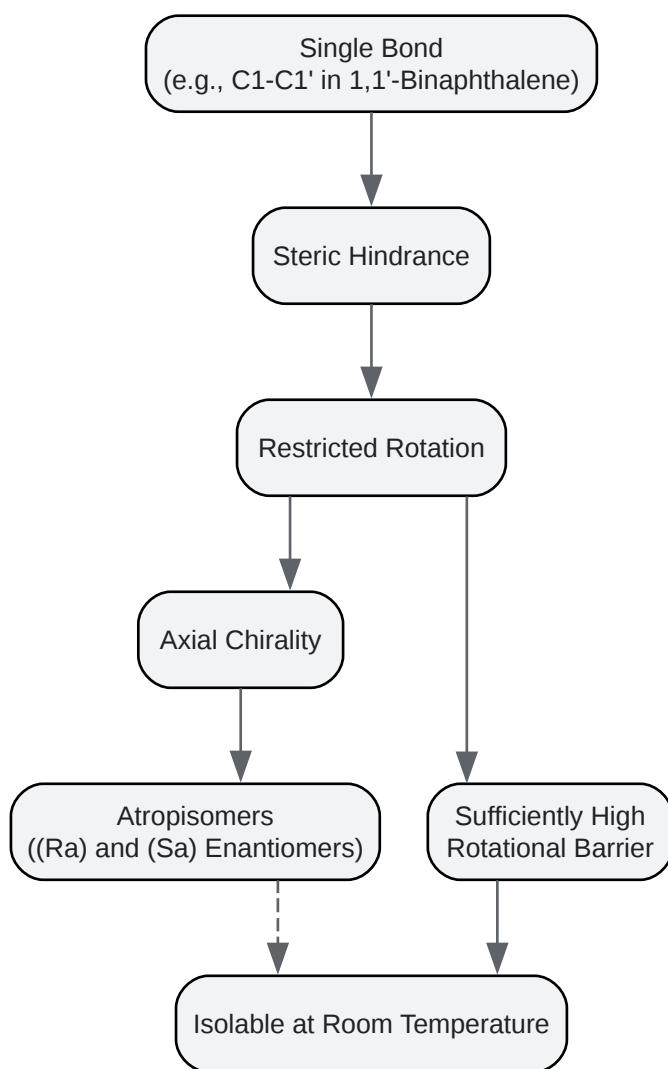 Single Bond
(e.g., C1-C1' in 1,1'-Binaphthalene)
Steric Hindrance
Restricted Rotation
Axial Chirality
Atropisomers
((Ra) and (Sa) Enantiomers)
Sufficiently High
Rotational Barrier
Isolable at Room Temperature